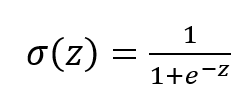 σ(z) = 1/(1+e^{-z})